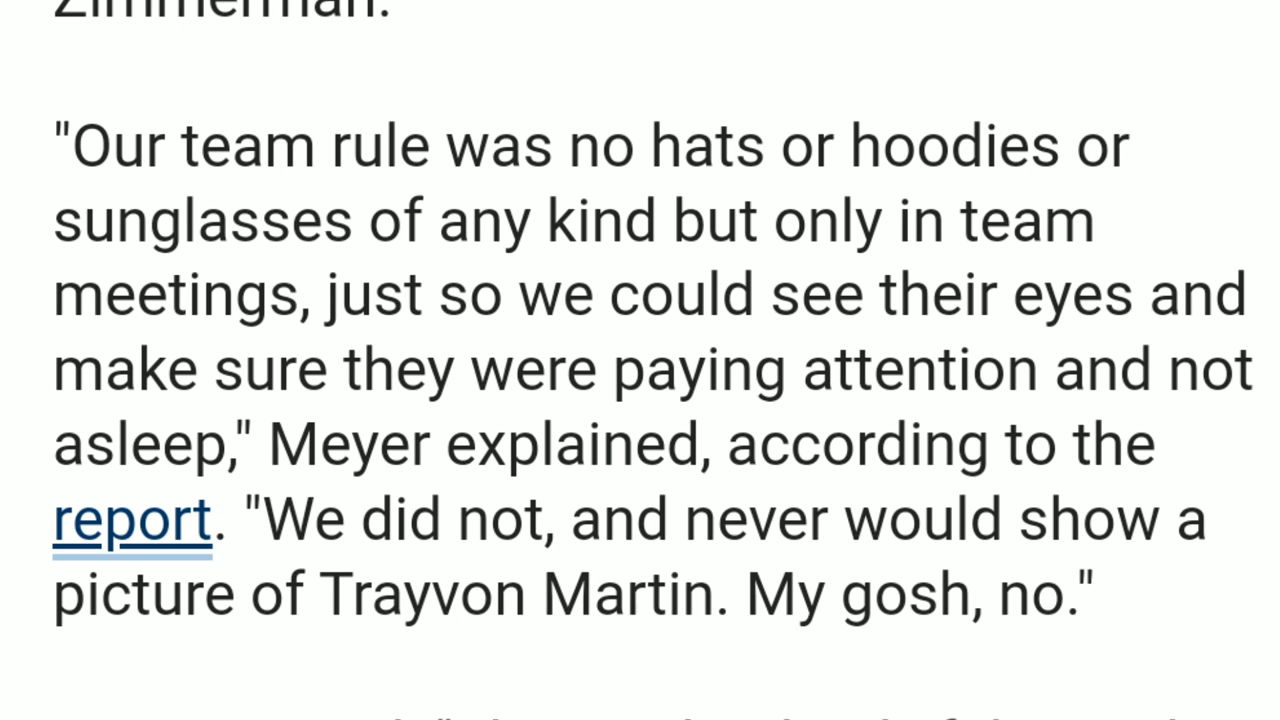 Zimmerman.
"Our team rule was no hats or hoodies or
sunglasses of any kind but only in team
meetings, just so we could see their eyes and
make sure they were paying attention and not
asleep," Meyer explained, according to the
report. "We did not, and never would show a
picture of Trayvon Martin. My gosh, no."